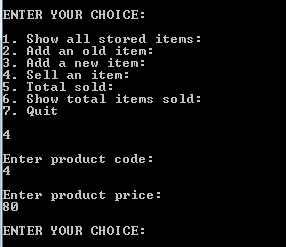 ENTER YOUR CHOICE:
1. Show all stored items:
2. Add an old item:
3. Add a new item:
4. Sell an item:
5. Total sold:
6. Show total items sold:
7. Quit
4
Enter product code:
4
Enter product price:
80
ENTER YOUR CHOICE: